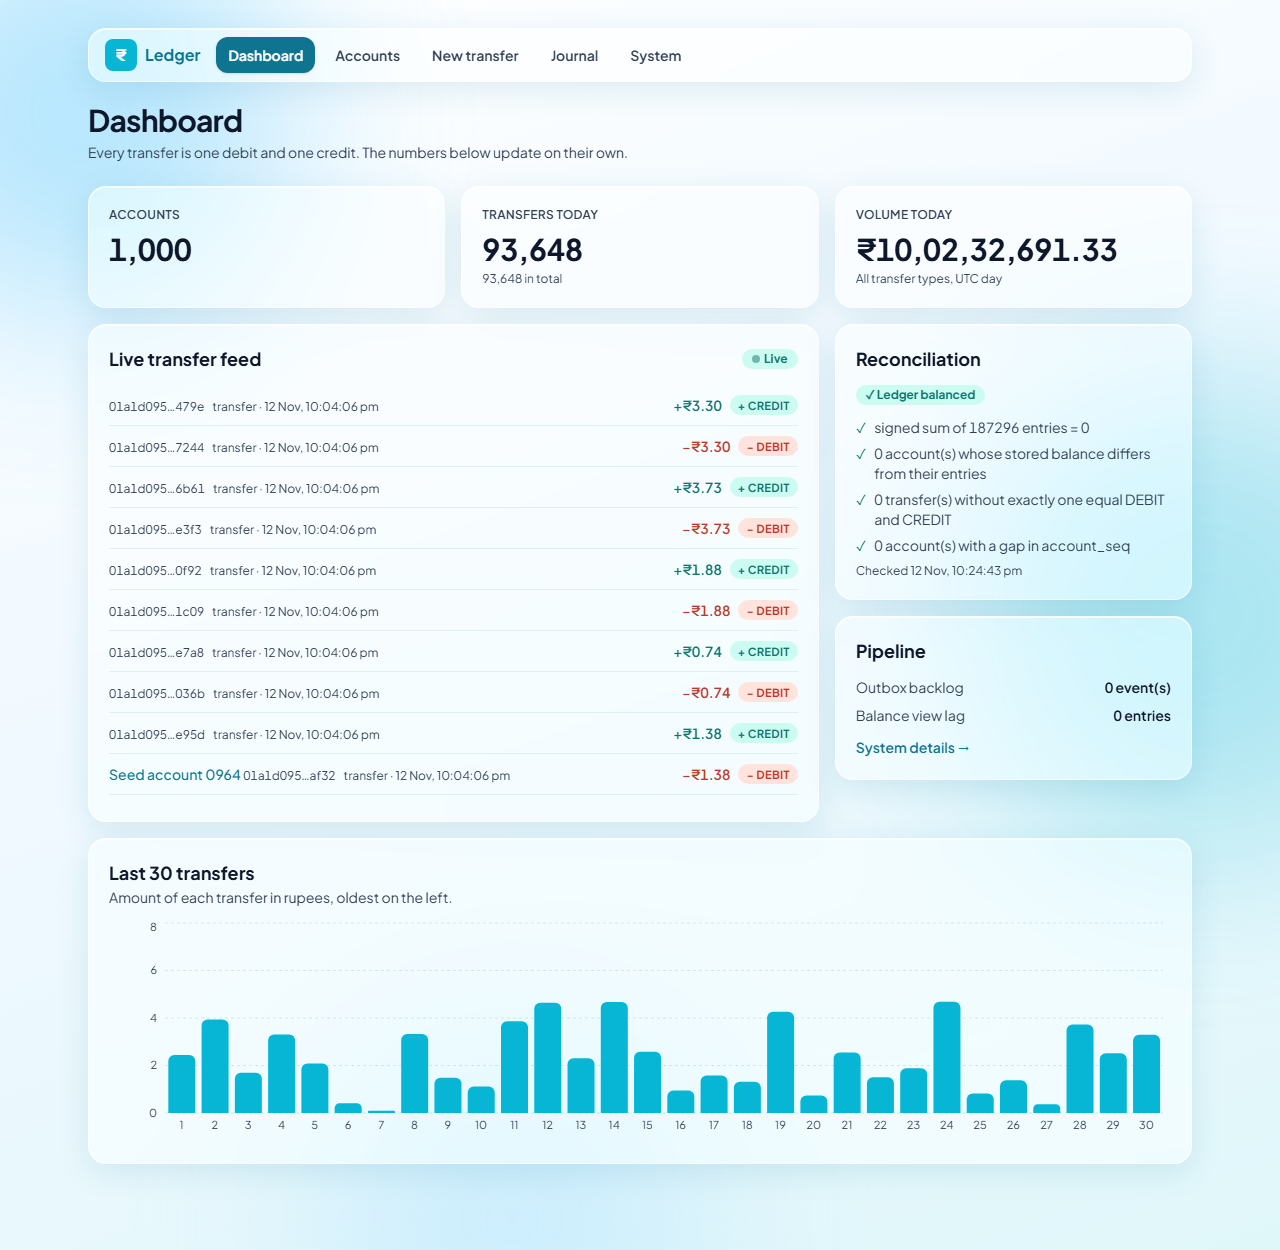 ₹ Ledger Dashboard Accounts New transfer Journal System
Dashboard
Every transfer is one debit and one credit. The numbers below update on their own.
ACCOUNTS
1,000
TRANSFERS TODAY
93,648
93,648 in total
VOLUME TODAY
₹10,02,32,691.33
All transfer types, UTC day
Live transfer feed Live
01a1d095…479e transfer · 12 Nov, 10:04:06 pm +₹3.30 + CREDIT
01a1d095…7244 transfer · 12 Nov, 10:04:06 pm −₹3.30 − DEBIT
01a1d095…6b61 transfer · 12 Nov, 10:04:06 pm +₹3.73 + CREDIT
01a1d095…e3f3 transfer · 12 Nov, 10:04:06 pm −₹3.73 − DEBIT
01a1d095…0f92 transfer · 12 Nov, 10:04:06 pm +₹1.88 + CREDIT
01a1d095…1c09 transfer · 12 Nov, 10:04:06 pm −₹1.88 − DEBIT
01a1d095…e7a8 transfer · 12 Nov, 10:04:06 pm +₹0.74 + CREDIT
01a1d095…036b transfer · 12 Nov, 10:04:06 pm −₹0.74 − DEBIT
01a1d095…e95d transfer · 12 Nov, 10:04:06 pm +₹1.38 + CREDIT
Seed account 0964 01a1d095…af32 transfer · 12 Nov, 10:04:06 pm −₹1.38 − DEBIT
Reconciliation
✓ Ledger balanced
✓ signed sum of 187296 entries = 0
✓ 0 account(s) whose stored balance differs
from their entries
✓ 0 transfer(s) without exactly one equal DEBIT
and CREDIT
✓ 0 account(s) with a gap in account_seq
Checked 12 Nov, 10:24:43 pm
Pipeline
Outbox backlog 0 event(s)
Balance view lag 0 entries
System details →
Last 30 transfers
Amount of each transfer in rupees, oldest on the left.
8
6
4
2
0
1 2 3 4 5 6 7 8 9 10 11 12 13 14 15 16 17 18 19 20 21 22 23 24 25 26 27 28 29 30